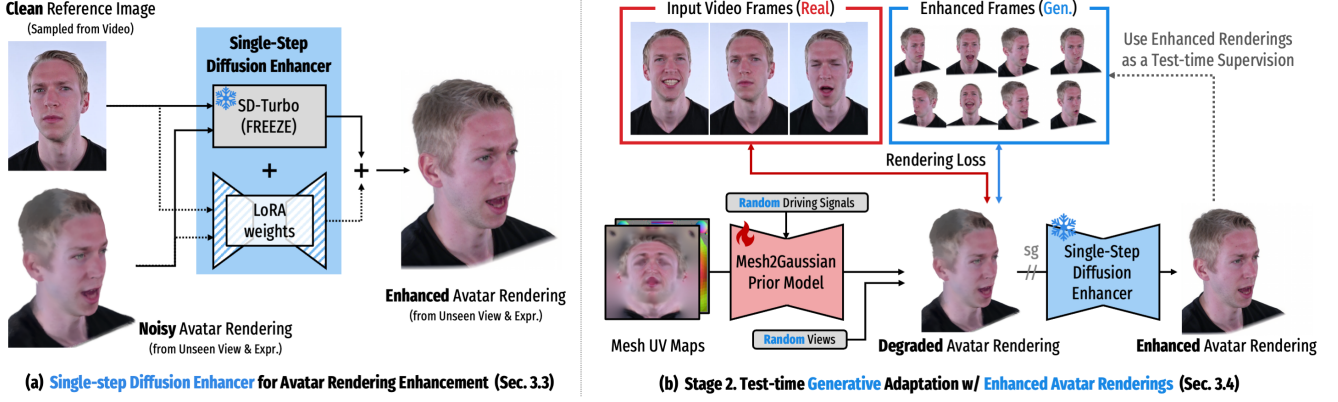 Clean Reference Image
(Sampled from Video)
Single-Step
Diffusion Enhancer
SD-Turbo
(FREEZE)
+
+
LoRA
weights
Noisy Avatar Rendering
(from Unseen View & Expr.)
Enhanced Avatar Rendering
(from Unseen View & Expr.)
(a) Single-step Diffusion Enhancer for Avatar Rendering Enhancement (Sec. 3.3)
Input Video Frames (Real)
Enhanced Frames (Gen.)
Use Enhanced Renderings
as a Test-time Supervision
Rendering Loss
Random Driving Signals
Mesh2Gaussian
Prior Model
Random Views
Mesh UV Maps
sg
//
Single-Step
Diffusion
Enhancer
Degraded Avatar Rendering
Enhanced Avatar Rendering
(b) Stage 2. Test-time Generative Adaptation w/ Enhanced Avatar Renderings (Sec. 3.4)